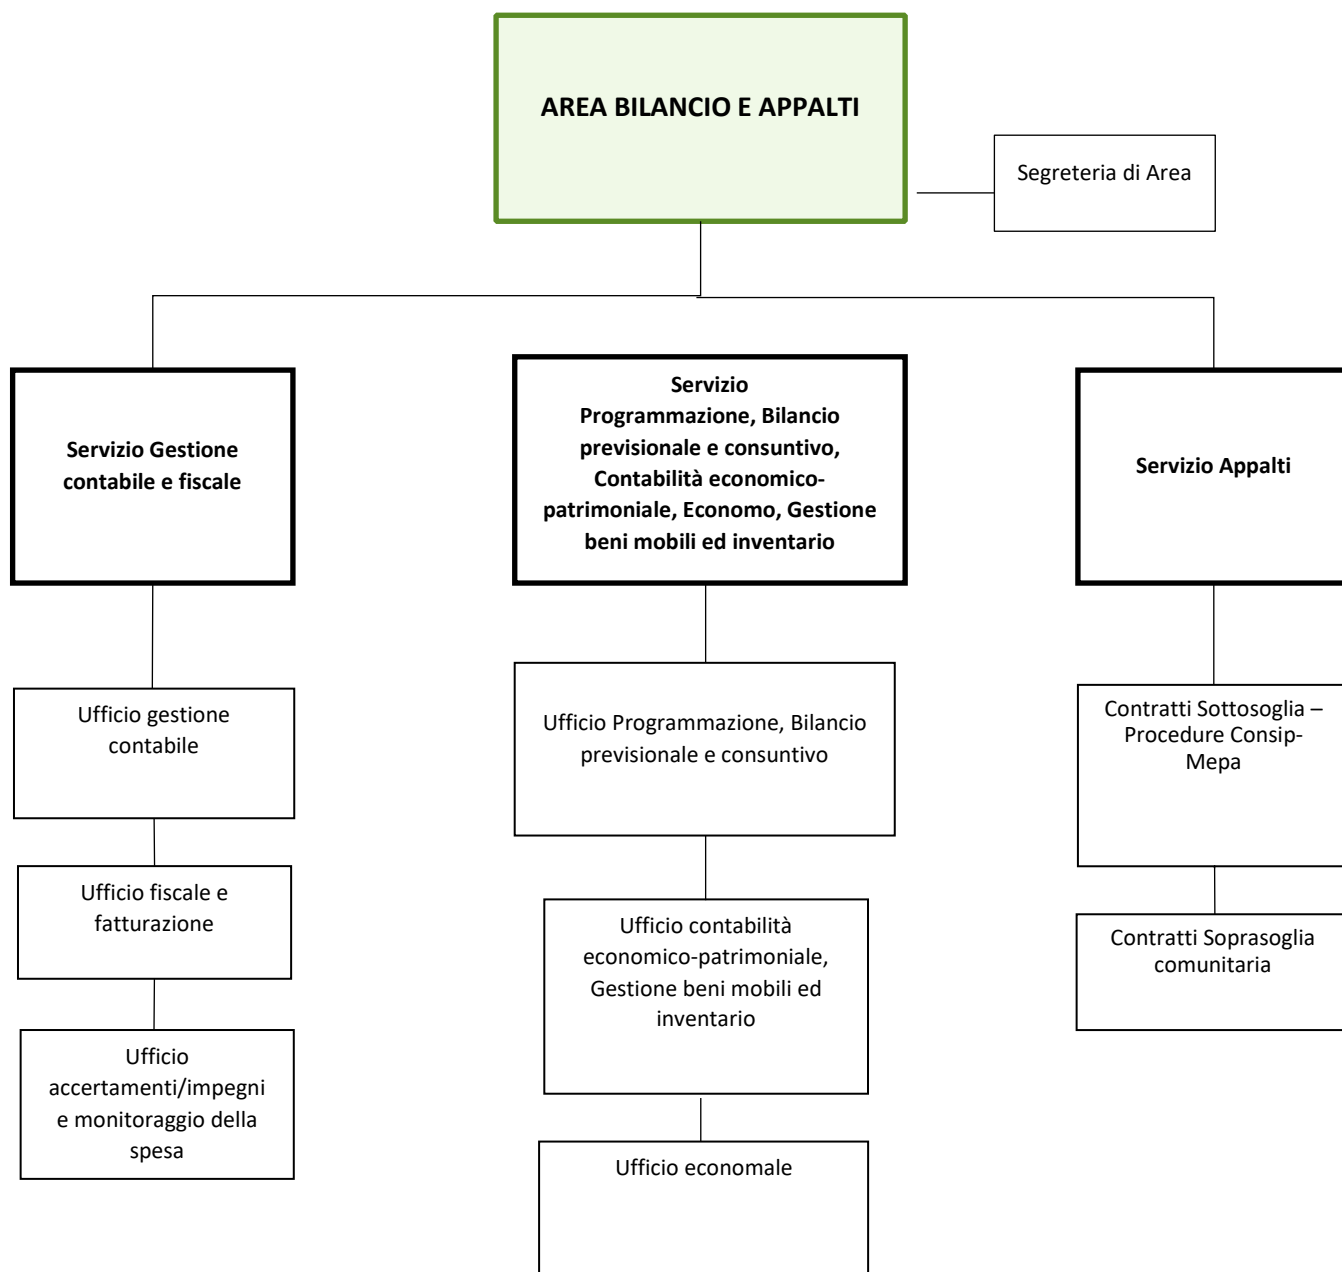 AREA BILANCIO E APPALTI
Segreteria di Area
Servizio Gestione
contabile e fiscale
Servizio
Programmazione, Bilancio
previsionale e consuntivo,
Contabilità economico-
patrimoniale, Economo, Gestione
beni mobili ed inventario
Servizio Appalti
Ufficio gestione
contabile
Ufficio fiscale e
fatturazione
Ufficio
accertamenti/impegni
e monitoraggio della
spesa
Ufficio Programmazione, Bilancio
previsionale e consuntivo
Ufficio contabilità
economico-patrimoniale,
Gestione beni mobili ed
inventario
Ufficio economale
Contratti Sottosoglia –
Procedure Consip-
Mepa
Contratti Soprasoglia
comunitaria